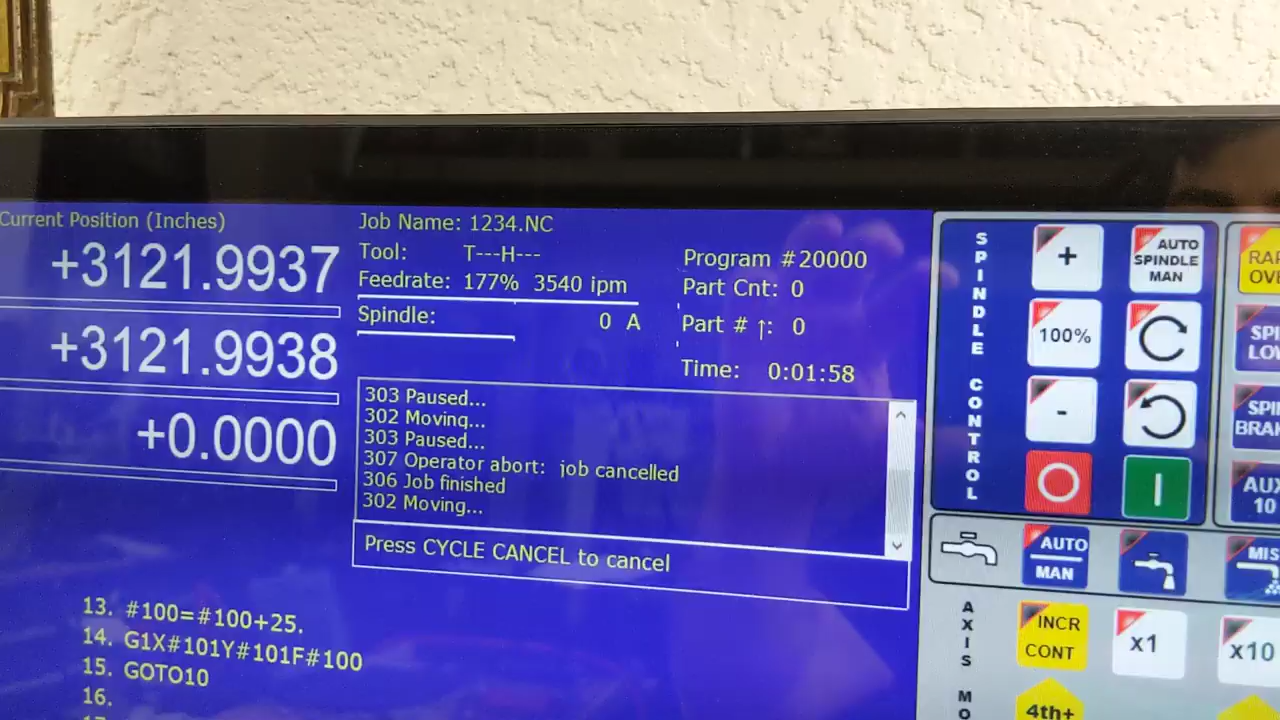 Current Position (Inches)
+3121.9937
+3121.9938
+0.0000
Job Name: 1234.NC
Tool: T---H---
Feedrate: 177% 3540 ipm
Spindle: 0 A
Program #20000
Part Cnt: 0
Part # ↑: 0
Time: 0:01:58
303 Paused...
302 Moving...
303 Paused...
307 Operator abort: job cancelled
306 Job finished
302 Moving...
Press CYCLE CANCEL to cancel
13. #100=#100+25.
14. G1X#101Y#101F#100
15. GOTO10
16.
SPINDLE CONTROL
+
AUTO
SPINDLE
MAN
100%
-
AUTO
MAN
AUX
10
AXIS
INCR
CONT
x1
x10
4th+